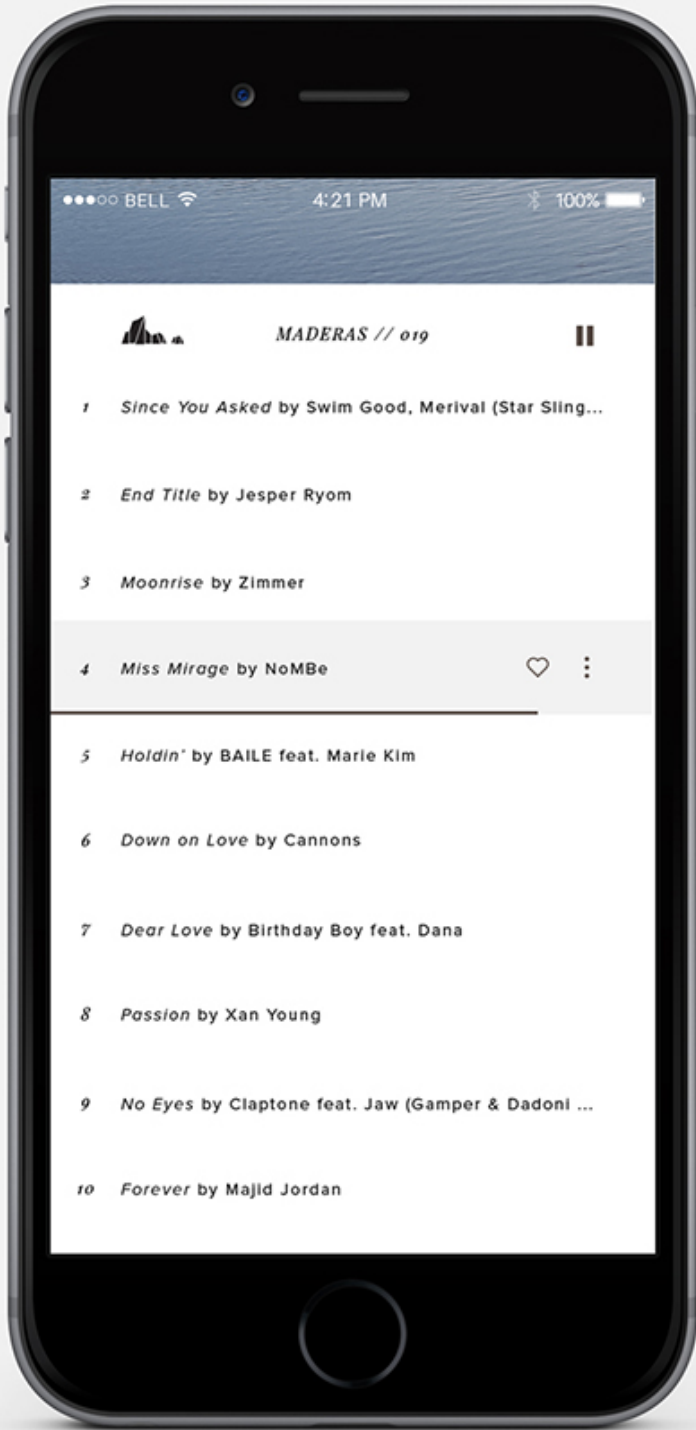 BELL 4:21 PM 100%
MADERAS // 019
1 Since You Asked by Swim Good, Merival (Star Sling...
2 End Title by Jesper Ryom
3 Moonrise by Zimmer
4 Miss Mirage by NoMBe
5 Holdin' by BAILE feat. Marie Kim
6 Down on Love by Cannons
7 Dear Love by Birthday Boy feat. Dana
8 Passion by Xan Young
9 No Eyes by Claptone feat. Jaw (Gamper & Dadoni ...
10 Forever by Majid Jordan